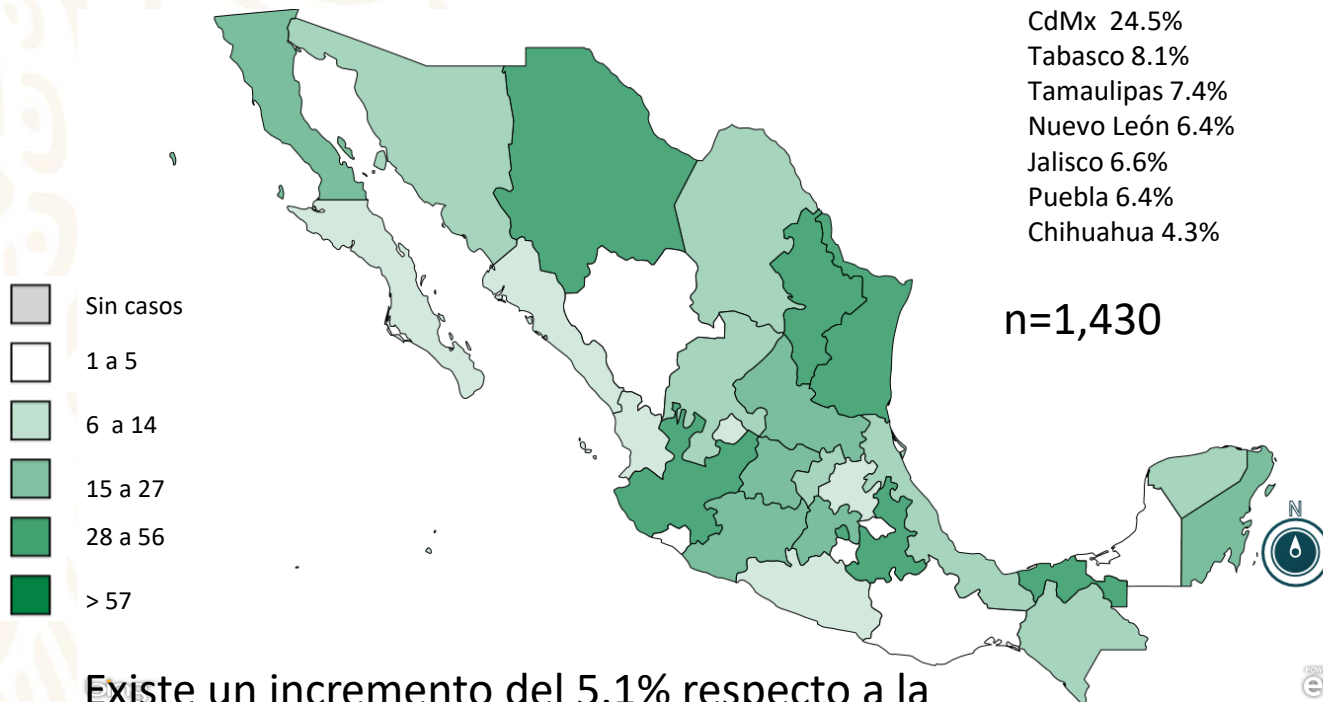 CdMx 24.5%
Tabasco 8.1%
Tamaulipas 7.4%
Nuevo León 6.4%
Jalisco 6.6%
Puebla 6.4%
Chihuahua 4.3%
n=1,430
Sin casos
1 a 5
6 a 14
15 a 27
28 a 56
> 57
N
Existe un incremento del 5.1% respecto a la